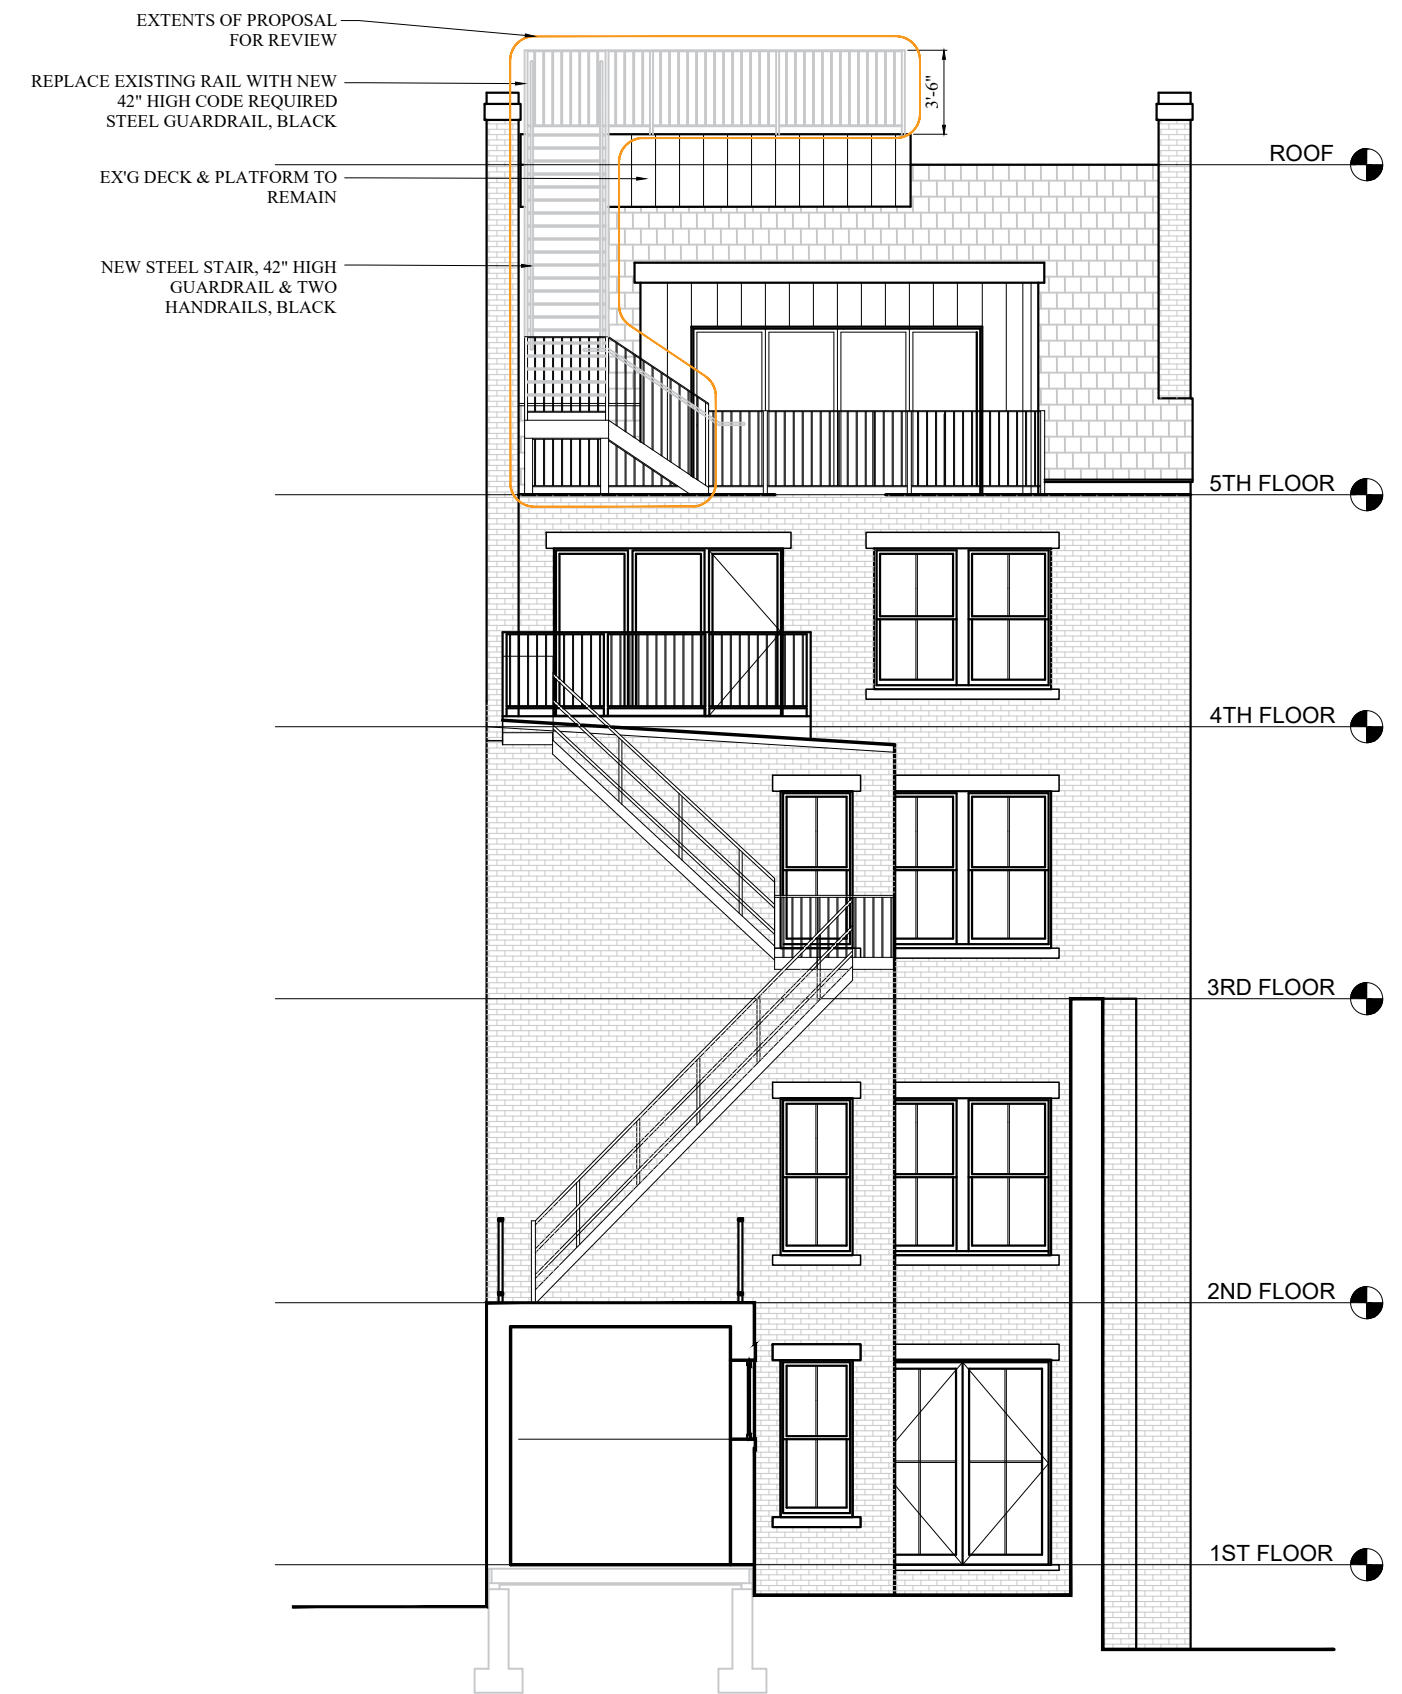 EXTENTS OF PROPOSAL
FOR REVIEW
REPLACE EXISTING RAIL WITH NEW
42" HIGH CODE REQUIRED
STEEL GUARDRAIL, BLACK
3'-6"
ROOF
EX'G DECK & PLATFORM TO
REMAIN
NEW STEEL STAIR, 42" HIGH
GUARDRAIL & TWO
HANDRAILS, BLACK
5TH FLOOR
4TH FLOOR
3RD FLOOR
2ND FLOOR
1ST FLOOR